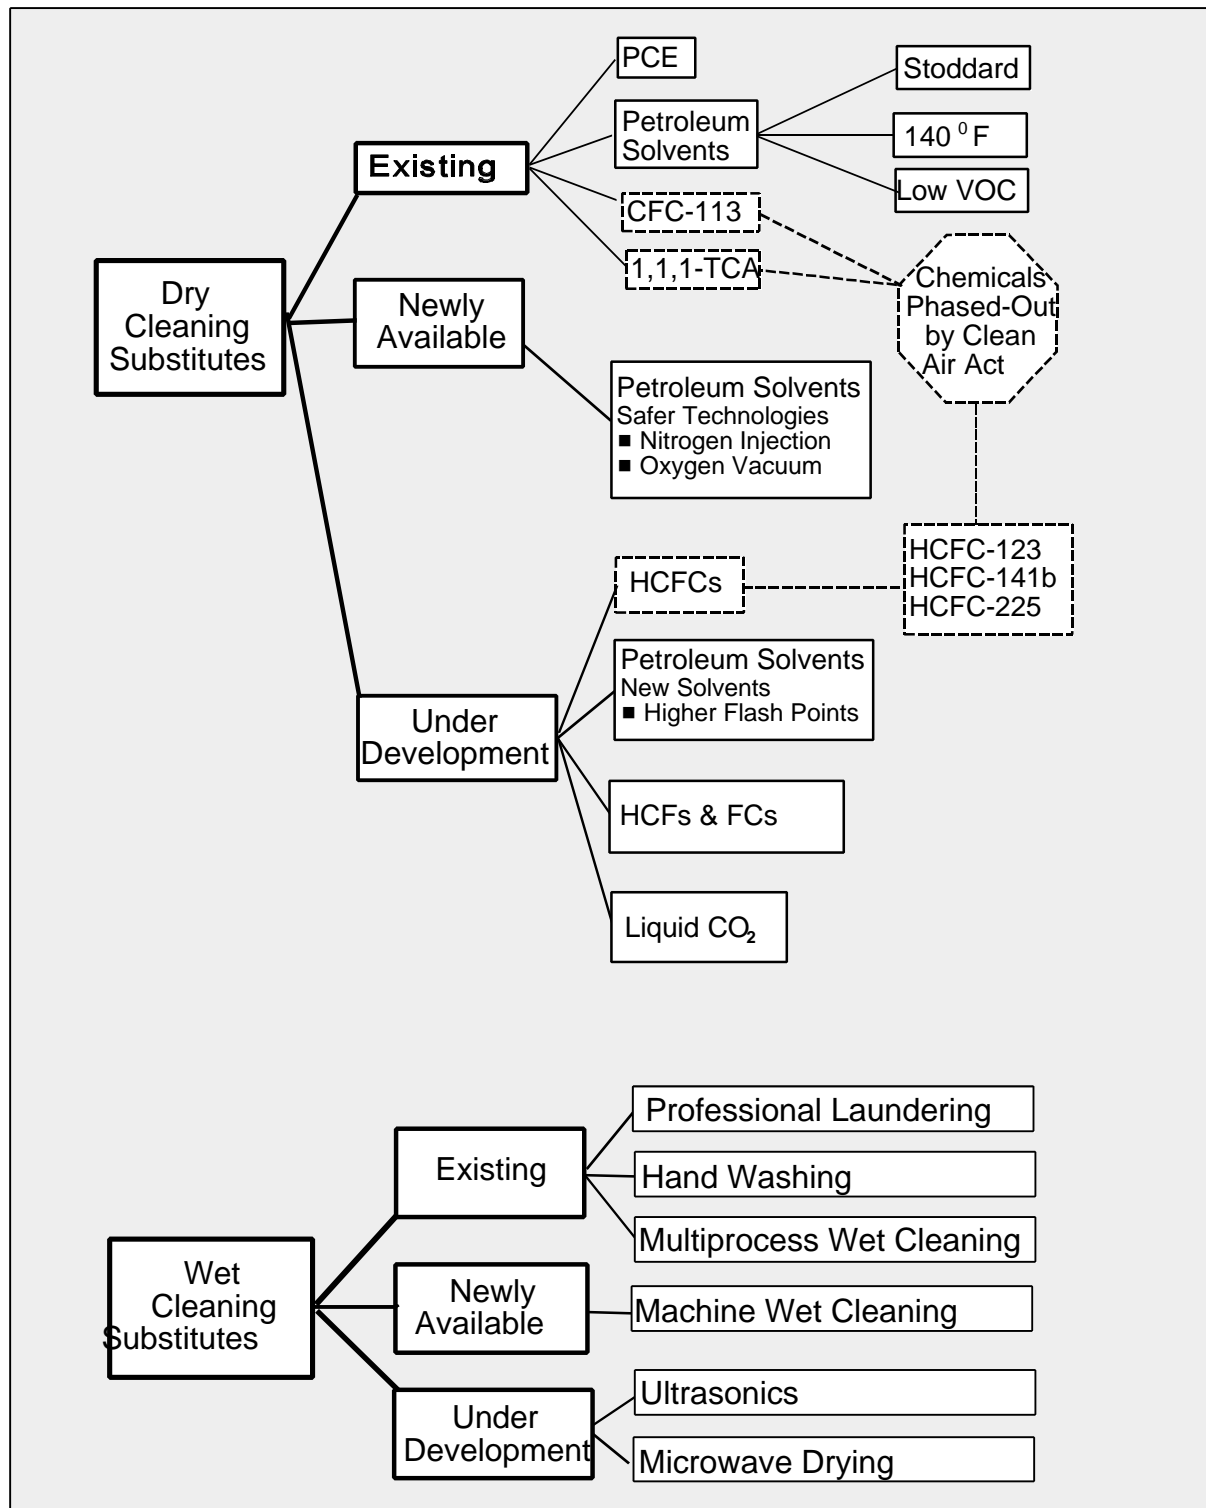 PCE
Petroleum
Solvents
Stoddard
140 ⁰ F
Low VOC
Existing
CFC-113
1,1,1-TCA
Chemicals
Phased-Out
by Clean
Air Act
Dry
Cleaning
Substitutes
Newly
Available
Petroleum Solvents
Safer Technologies
■ Nitrogen Injection
■ Oxygen Vacuum
HCFC-123
HCFC-141b
HCFC-225
HCFCs
Petroleum Solvents
New Solvents
■ Higher Flash Points
Under
Development
HCFs & FCs
Liquid CO₂
Professional Laundering
Existing
Hand Washing
Multiprocess Wet Cleaning
Wet
Cleaning
Substitutes
Newly
Available
Machine Wet Cleaning
Ultrasonics
Under
Development
Microwave Drying